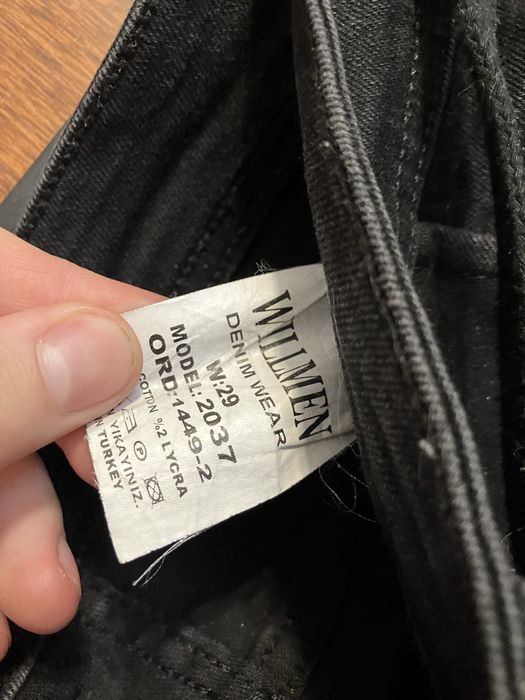 WILLMEN
DENIM WEAR
W:29
MODEL: 2037
ORD:1449-2
COTTON %2 LYCRA
YIKAYINIZ.
TURKEY